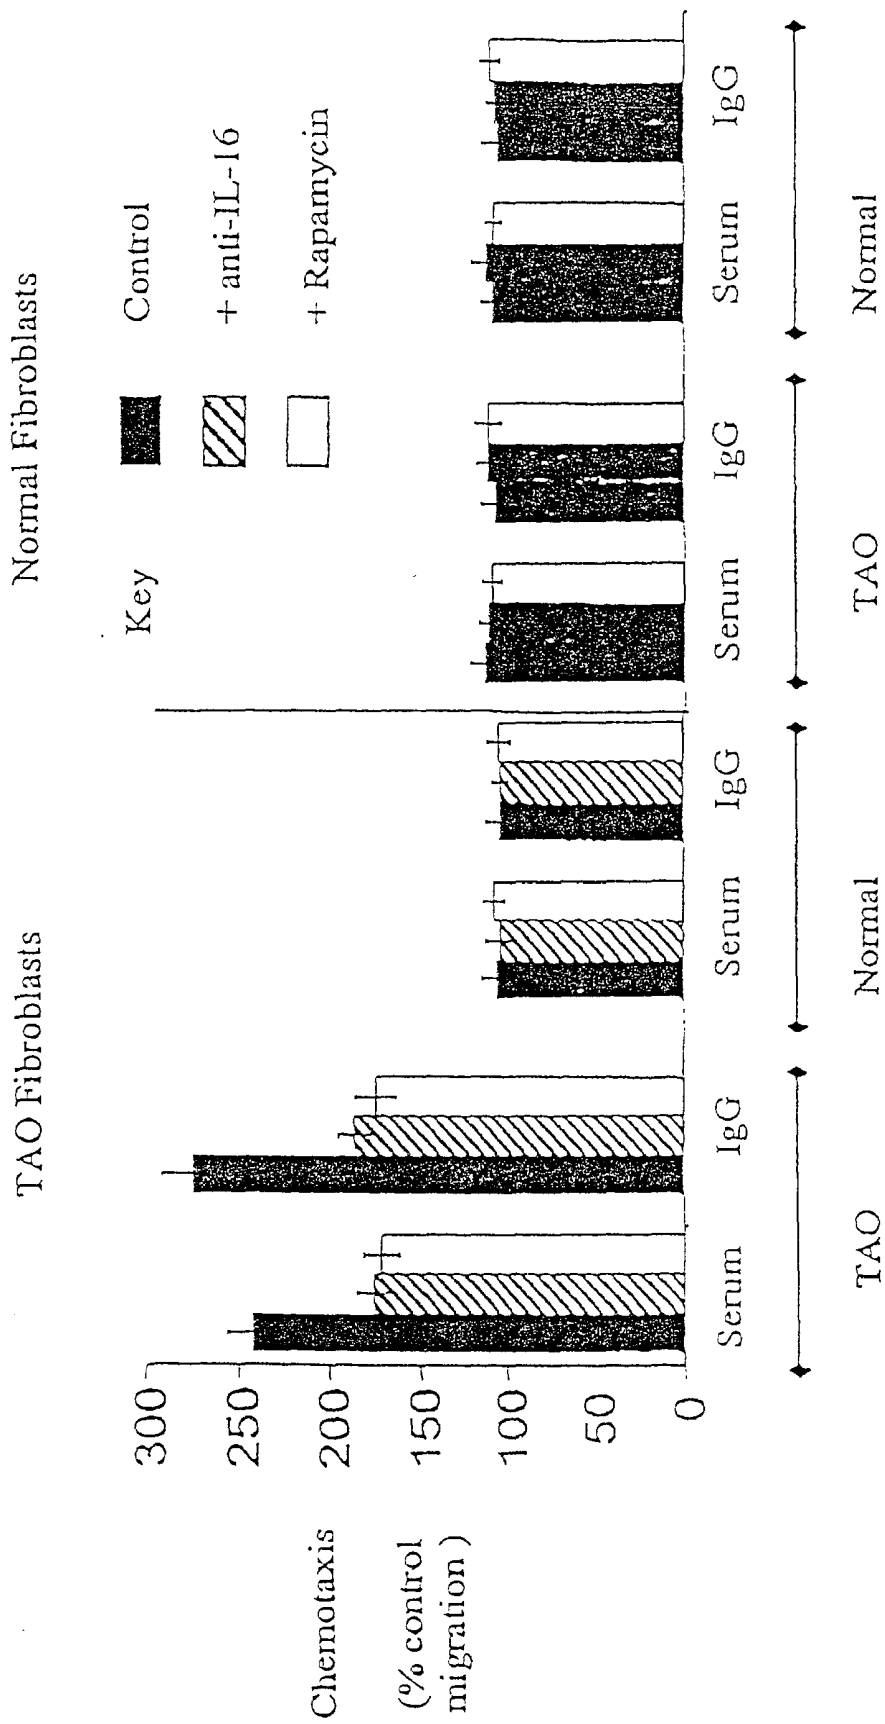 TAO Fibroblasts
Normal Fibroblasts
Key
Control
+ anti-IL-16
+ Rapamycin
Chemotaxis
(% control
migration )
300
250
200
150
100
50
0
Serum
IgG
Serum
IgG
Serum
IgG
Serum
IgG
TAO
Normal
TAO
Normal